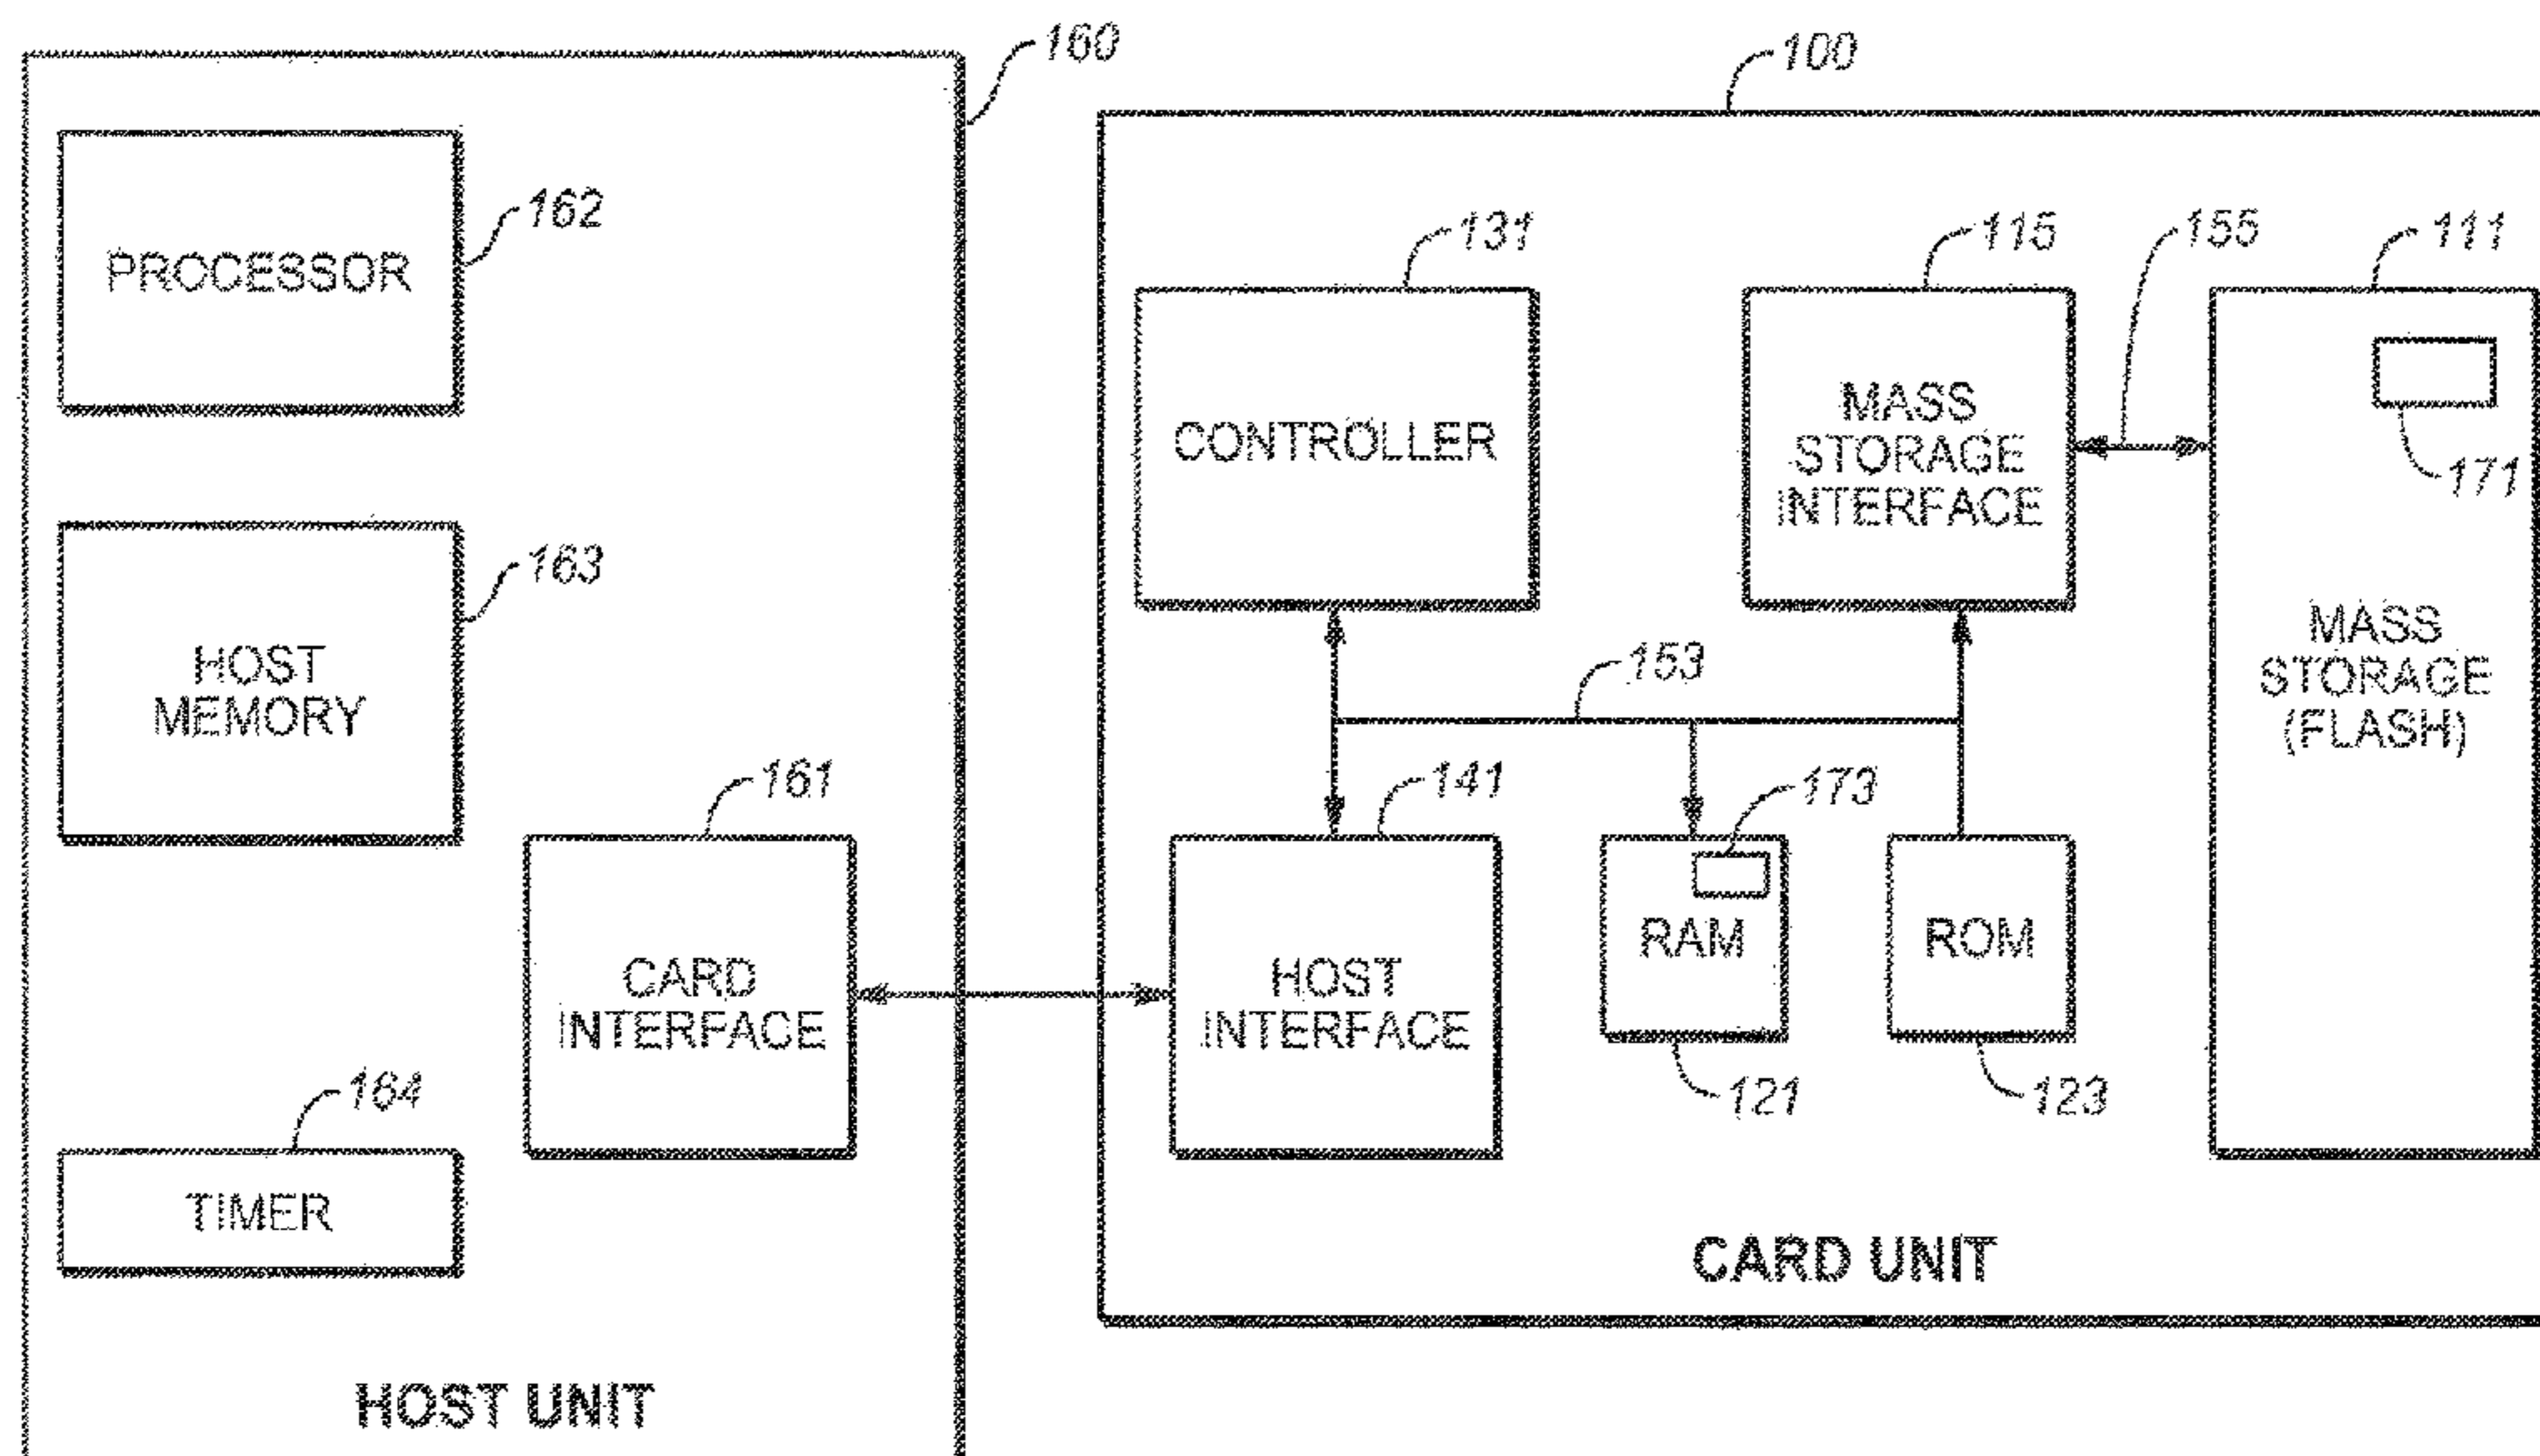 160
100
PROCESSOR
162
HOST
MEMORY
163
CARD
INTERFACE
161
TIMER
164
HOST UNIT
CONTROLLER
131
MASS
STORAGE
INTERFACE
115
155
111
171
MASS
STORAGE
(FLASH)
153
HOST
INTERFACE
141
173
RAM
121
ROM
123
CARD UNIT